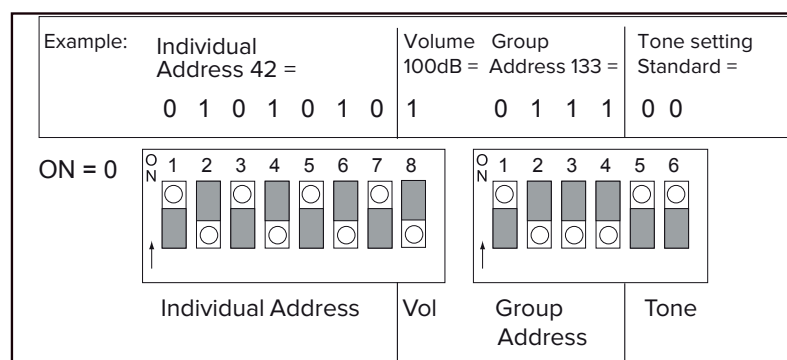 Example:
Individual
Address 42 =
Volume
100dB =
Group
Address 133 =
Tone setting
Standard =
0 1 0 1 0 1 0
1
0 1 1 1
0 0
ON = 0
ON
1 2 3 4 5 6 7 8
ON
1 2 3 4 5 6
Individual Address
Vol
Group
Address
Tone